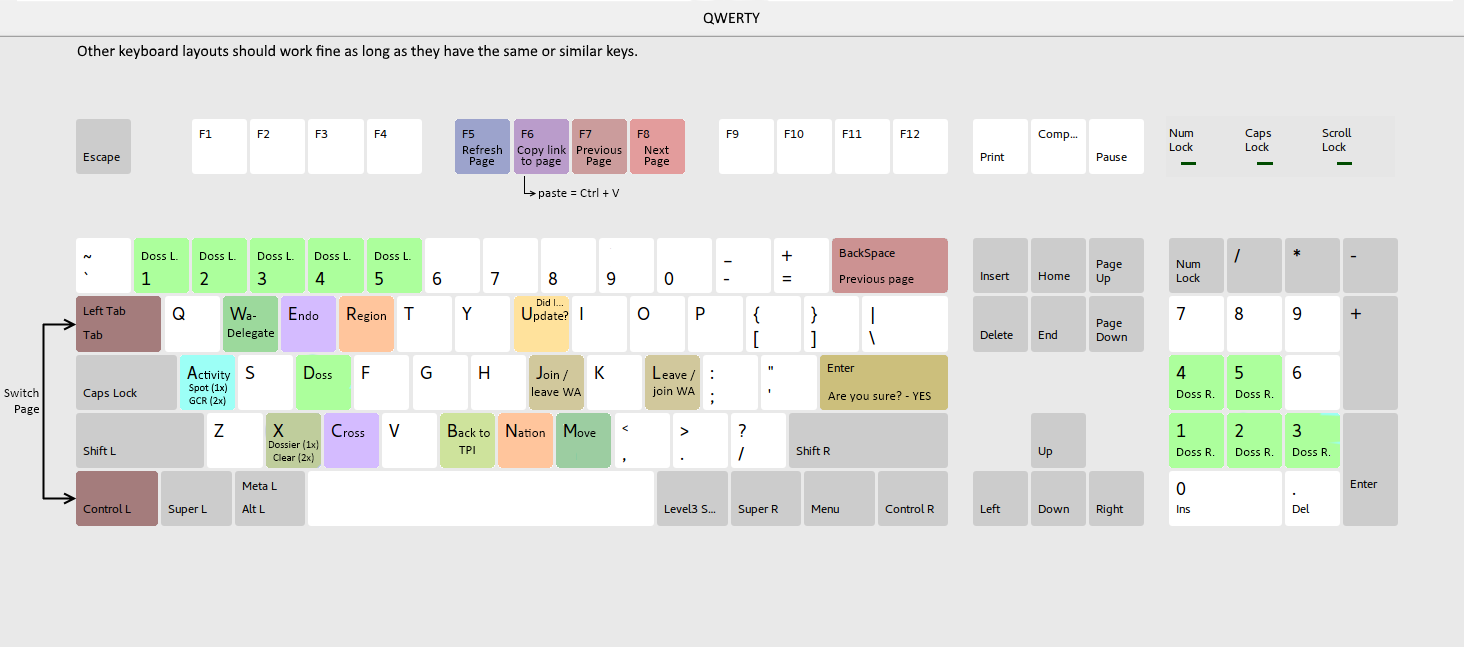 QWERTY
Other keyboard layouts should work fine as long as they have the same or similar keys.
Escape
F1
F2
F3
F4
F5
Refresh
Page
F6
Copy link
to page
F7
Previous
Page
F8
Next
Page
F9
F10
F11
F12
Print
Comp...
Pause
Num
Lock
Caps
Lock
Scroll
Lock
paste = Ctrl + V
~
`
Doss L.
1
Doss L.
2
Doss L.
3
Doss L.
4
Doss L.
5
6
7
8
9
0
_
-
+
=
BackSpace
Previous page
Insert
Home
Page
Up
Num
Lock
/
*
-
Left Tab
Tab
Q
Wa-
Delegate
Endo
Region
T
Y
Did I...
Update?
I
O
P
{
[
}
]
|
\
Delete
End
Page
Down
7
8
9
+
Switch
Page
Caps Lock
Activity
Spot (1x)
GCR (2x)
S
Doss
F
G
H
Join /
leave WA
K
Leave /
join WA
:
;
"
'
Enter
Are you sure? - YES
4
Doss R.
5
Doss R.
6
Shift L
Z
X
Dossier (1x)
Clear (2x)
Cross
V
Back to
TPI
Nation
Move
<
,
>
.
?
/
Shift R
Up
1
Doss R.
2
Doss R.
3
Doss R.
Enter
Control L
Super L
Meta L
Alt L
Level3 S...
Super R
Menu
Control R
Left
Down
Right
0
Ins
.
Del